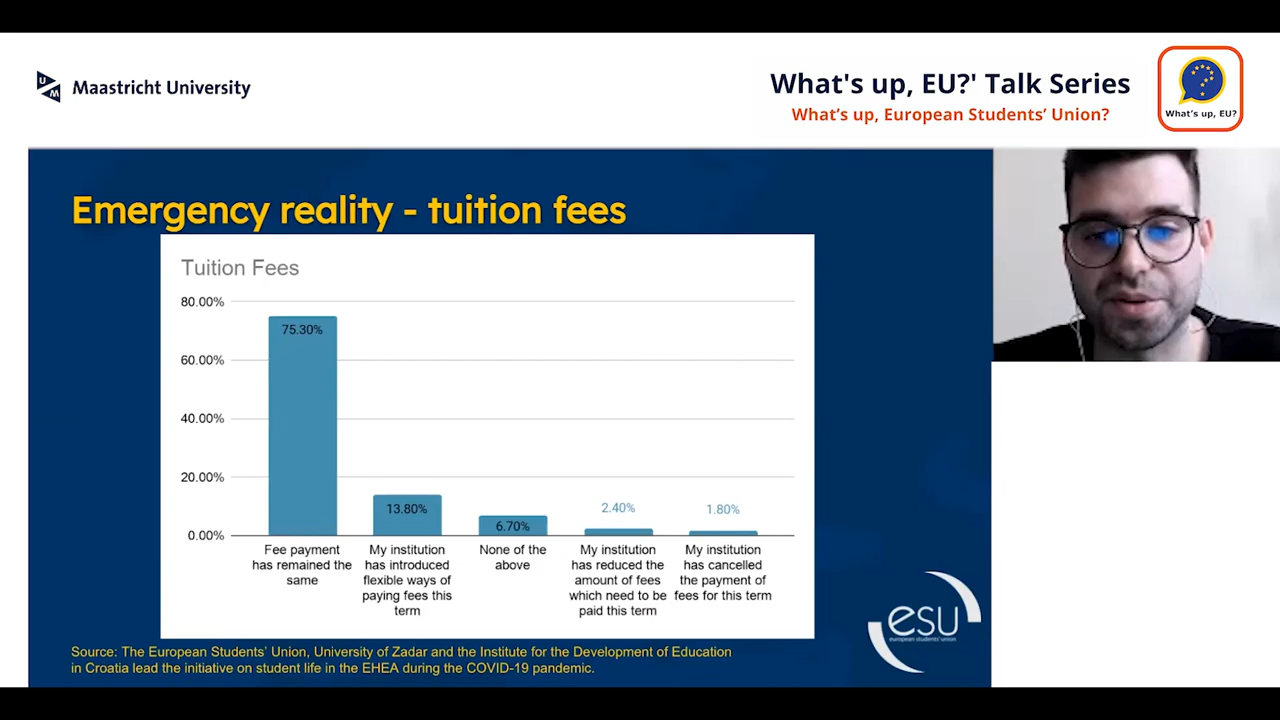 U
M
Maastricht University
What's up, EU?' Talk Series
What's up, European Students' Union?
What's up, EU?
Emergency reality - tuition fees
Tuition Fees
80.00%
60.00%
40.00%
20.00%
0.00%
75.30%
13.80%
6.70%
2.40%
1.80%
Fee payment
has remained the
same
My institution
has introduced
flexible ways of
paying fees this
term
None of the
above
My institution
has reduced the
amount of fees
which need to be
paid this term
My institution
has cancelled
the payment of
fees for this term
Source: The European Students' Union, University of Zadar and the Institute for the Development of Education
in Croatia lead the initiative on student life in the EHEA during the COVID-19 pandemic.
esu
european students' union